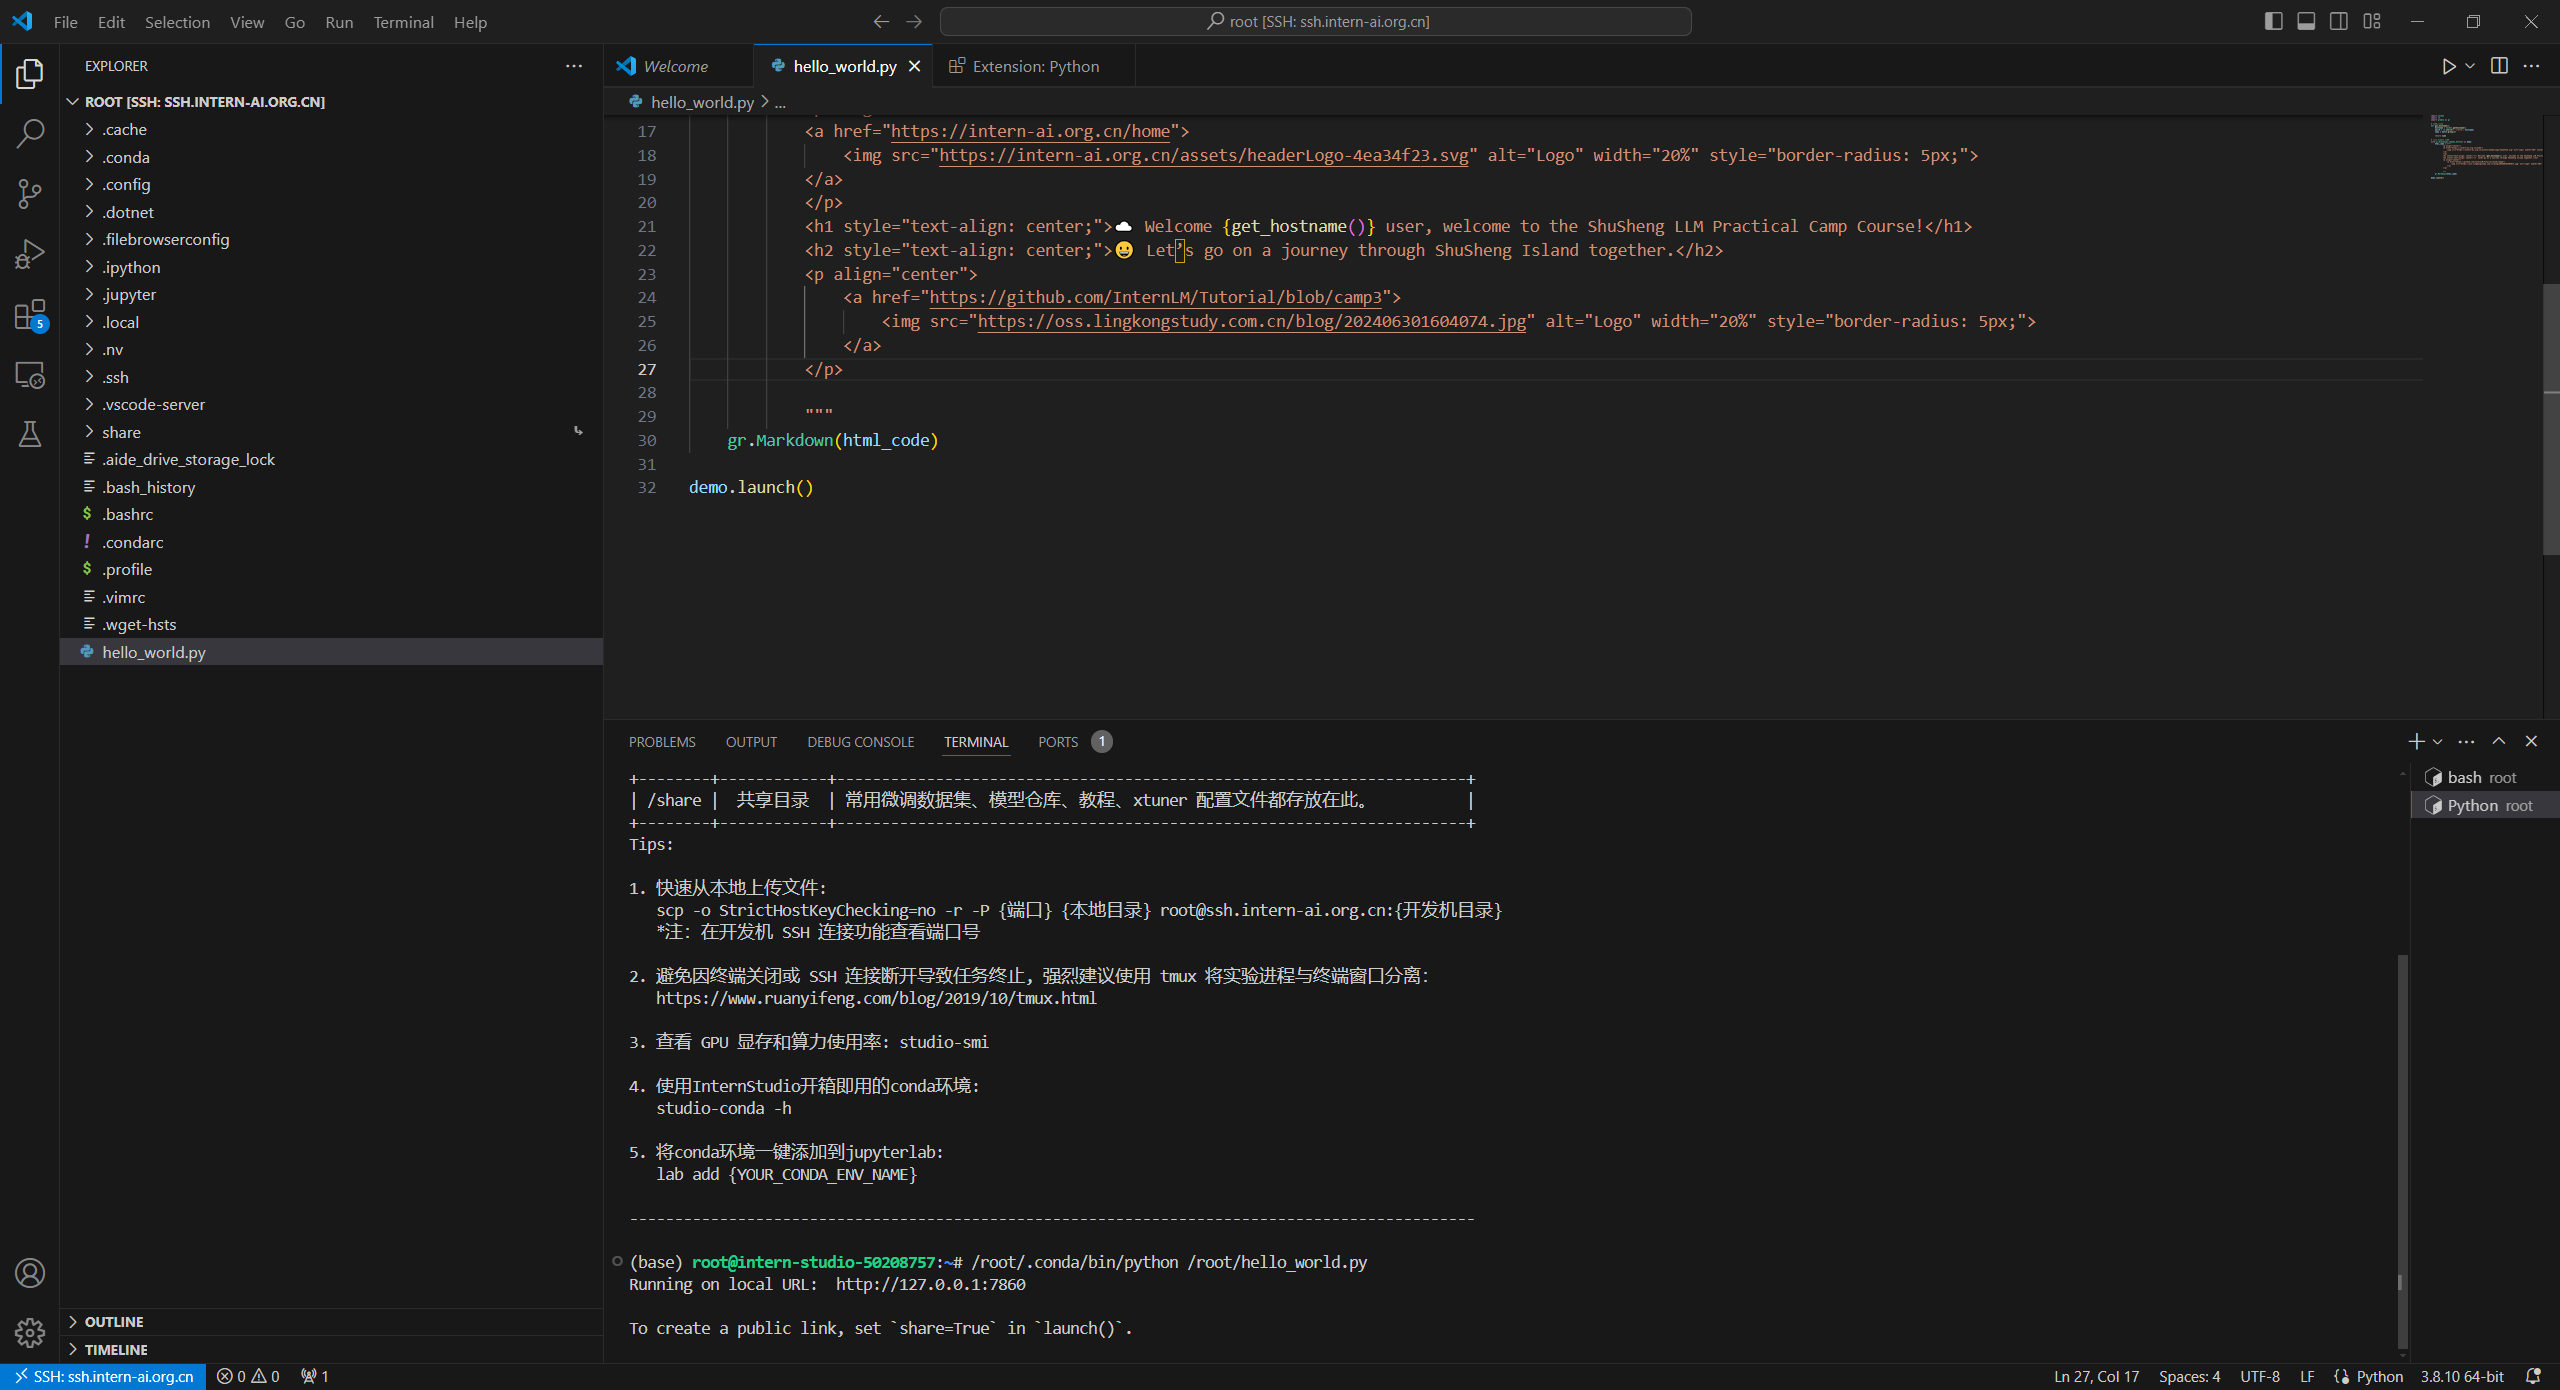 File Edit Selection View Go Run Terminal Help
root [SSH: ssh.intern-ai.org.cn]
EXPLORER
ROOT [SSH: SSH.INTERN-AI.ORG.CN]
.cache
.conda
.config
.dotnet
.filebrowserconfig
.ipython
.jupyter
.local
.nv
.ssh
.vscode-server
share
.aide_drive_storage_lock
.bash_history
$ .bashrc
! .condarc
$ .profile
.vimrc
.wget-hsts
hello_world.py
OUTLINE
TIMELINE
5
Welcome
hello_world.py
Extension: Python
hello_world.py > ...
17 <a href="https://intern-ai.org.cn/home">
18 <img src="https://intern-ai.org.cn/assets/headerLogo-4ea34f23.svg" alt="Logo" width="20%" style="border-radius: 5px;">
19 </a>
20 </p>
21 <h1 style="text-align: center;">☁️ Welcome {get_hostname()} user, welcome to the ShuSheng LLM Practical Camp Course!</h1>
22 <h2 style="text-align: center;">😀 Let’s go on a journey through ShuSheng Island together.</h2>
23 <p align="center">
24 <a href="https://github.com/InternLM/Tutorial/blob/camp3">
25 <img src="https://oss.lingkongstudy.com.cn/blog/202406301604074.jpg" alt="Logo" width="20%" style="border-radius: 5px;">
26 </a>
27 </p>
28
29 """
30 gr.Markdown(html_code)
31
32 demo.launch()
PROBLEMS OUTPUT DEBUG CONSOLE TERMINAL PORTS 1
+--------+------------+----------------------------------------------------------------------+
| /share | 共享目录 | 常用微调数据集、模型仓库、教程、xtuner 配置文件都存放在此。 |
+--------+------------+----------------------------------------------------------------------+
Tips:
1. 快速从本地上传文件:
scp -o StrictHostKeyChecking=no -r -P {端口} {本地目录} root@ssh.intern-ai.org.cn:{开发机目录}
*注: 在开发机 SSH 连接功能查看端口号
2. 避免因终端关闭或 SSH 连接断开导致任务终止, 强烈建议使用 tmux 将实验进程与终端窗口分离:
https://www.ruanyifeng.com/blog/2019/10/tmux.html
3. 查看 GPU 显存和算力使用率: studio-smi
4. 使用InternStudio开箱即用的conda环境:
studio-conda -h
5. 将conda环境一键添加到jupyterlab:
lab add {YOUR_CONDA_ENV_NAME}
----------------------------------------------------------------------------------------------
(base) root@intern-studio-50208757:~# /root/.conda/bin/python /root/hello_world.py
Running on local URL:  http://127.0.0.1:7860
To create a public link, set `share=True` in `launch()`.
bash root
Python root
SSH: ssh.intern-ai.org.cn 0 0 1
Ln 27, Col 17 Spaces: 4 UTF-8 LF Python 3.8.10 64-bit